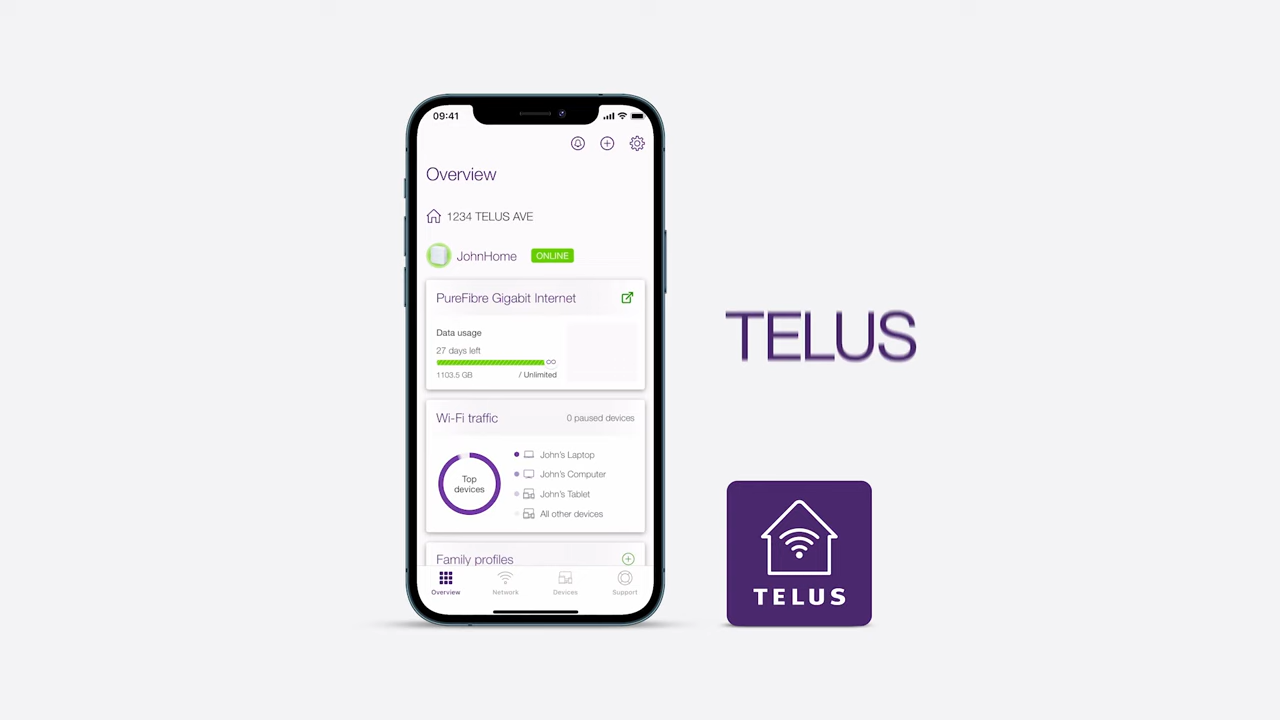 09:41
Overview
1234 TELUS AVE
JohnHome ONLINE
PureFibre Gigabit Internet
Data usage
27 days left
∞
1103.5 GB / Unlimited
Wi-Fi traffic 0 paused devices
Top
devices
John's Laptop
John's Computer
John's Tablet
All other devices
Family profiles
Overview Network Devices Support
TELUS
TELUS